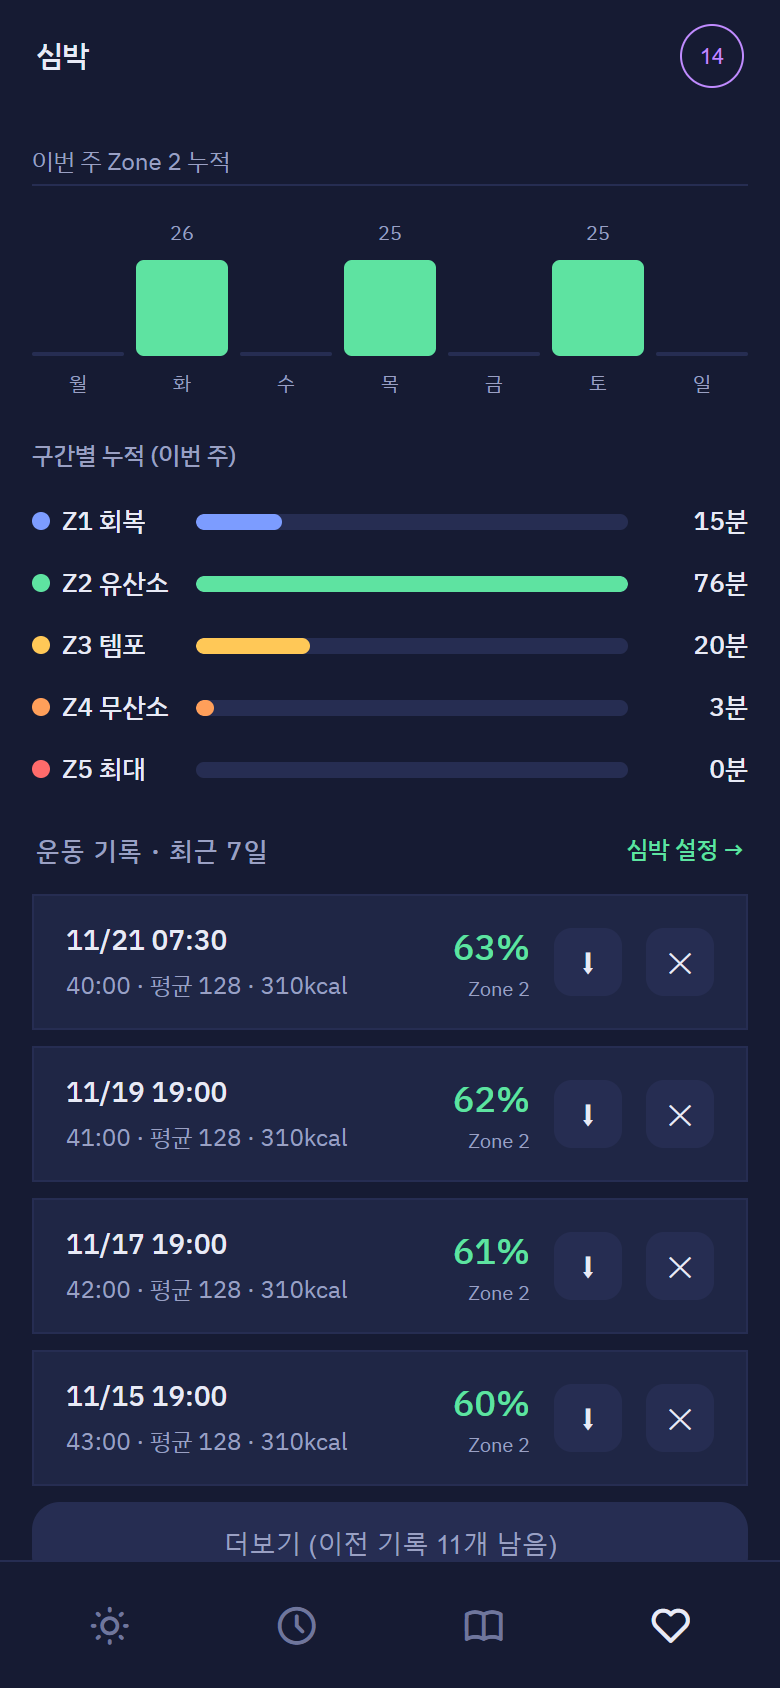 심박
14
이번 주 Zone 2 누적
26 25 25
월 화 수 목 금 토 일
구간별 누적 (이번 주)
Z1 회복 15분
Z2 유산소 76분
Z3 템포 20분
Z4 무산소 3분
Z5 최대 0분
운동 기록 · 최근 7일 심박 설정 →
11/21 07:30 63%
40:00 · 평균 128 · 310kcal Zone 2
11/19 19:00 62%
41:00 · 평균 128 · 310kcal Zone 2
11/17 19:00 61%
42:00 · 평균 128 · 310kcal Zone 2
11/15 19:00 60%
43:00 · 평균 128 · 310kcal Zone 2
더보기 (이전 기록 11개 남음)